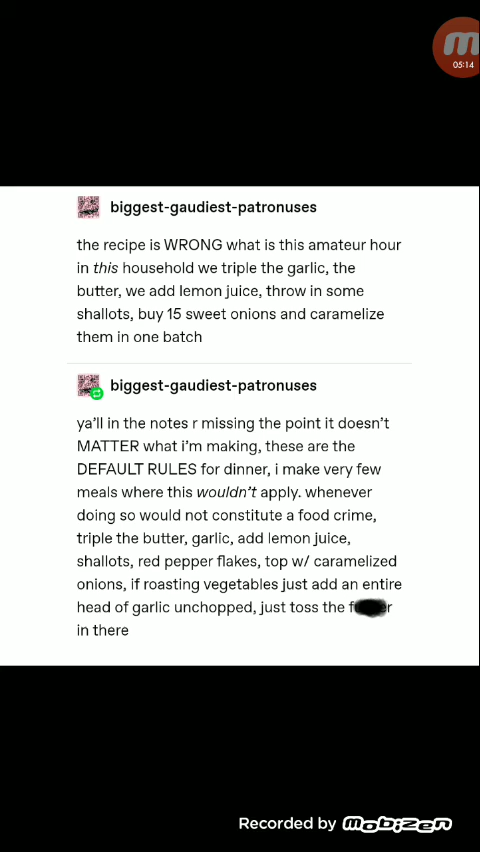 m
05:14
biggest-gaudiest-patronuses
the recipe is WRONG what is this amateur hour
in this household we triple the garlic, the
butter, we add lemon juice, throw in some
shallots, buy 15 sweet onions and caramelize
them in one batch
biggest-gaudiest-patronuses
ya'll in the notes r missing the point it doesn't
MATTER what i'm making, these are the
DEFAULT RULES for dinner, i make very few
meals where this wouldn't apply. whenever
doing so would not constitute a food crime,
triple the butter, garlic, add lemon juice,
shallots, red pepper flakes, top w/ caramelized
onions, if roasting vegetables just add an entire
head of garlic unchopped, just toss the
in there
Recorded by mobizen